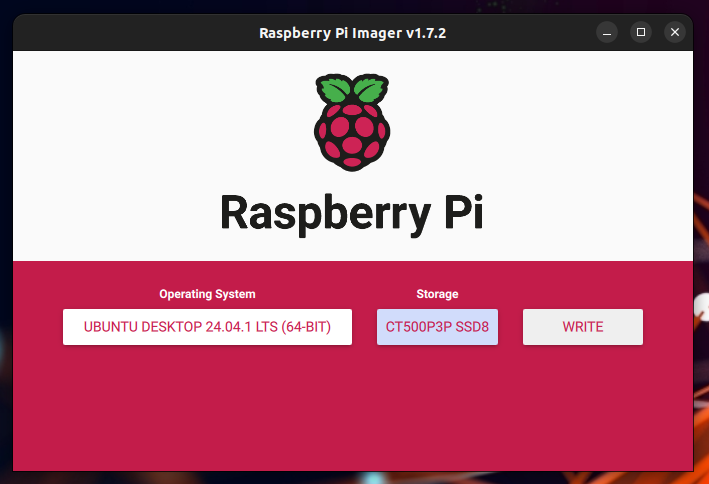 Raspberry Pi Imager v1.7.2
Raspberry Pi
Operating System
Storage
UBUNTU DESKTOP 24.04.1 LTS (64-BIT)
CT500P3P SSD8
WRITE